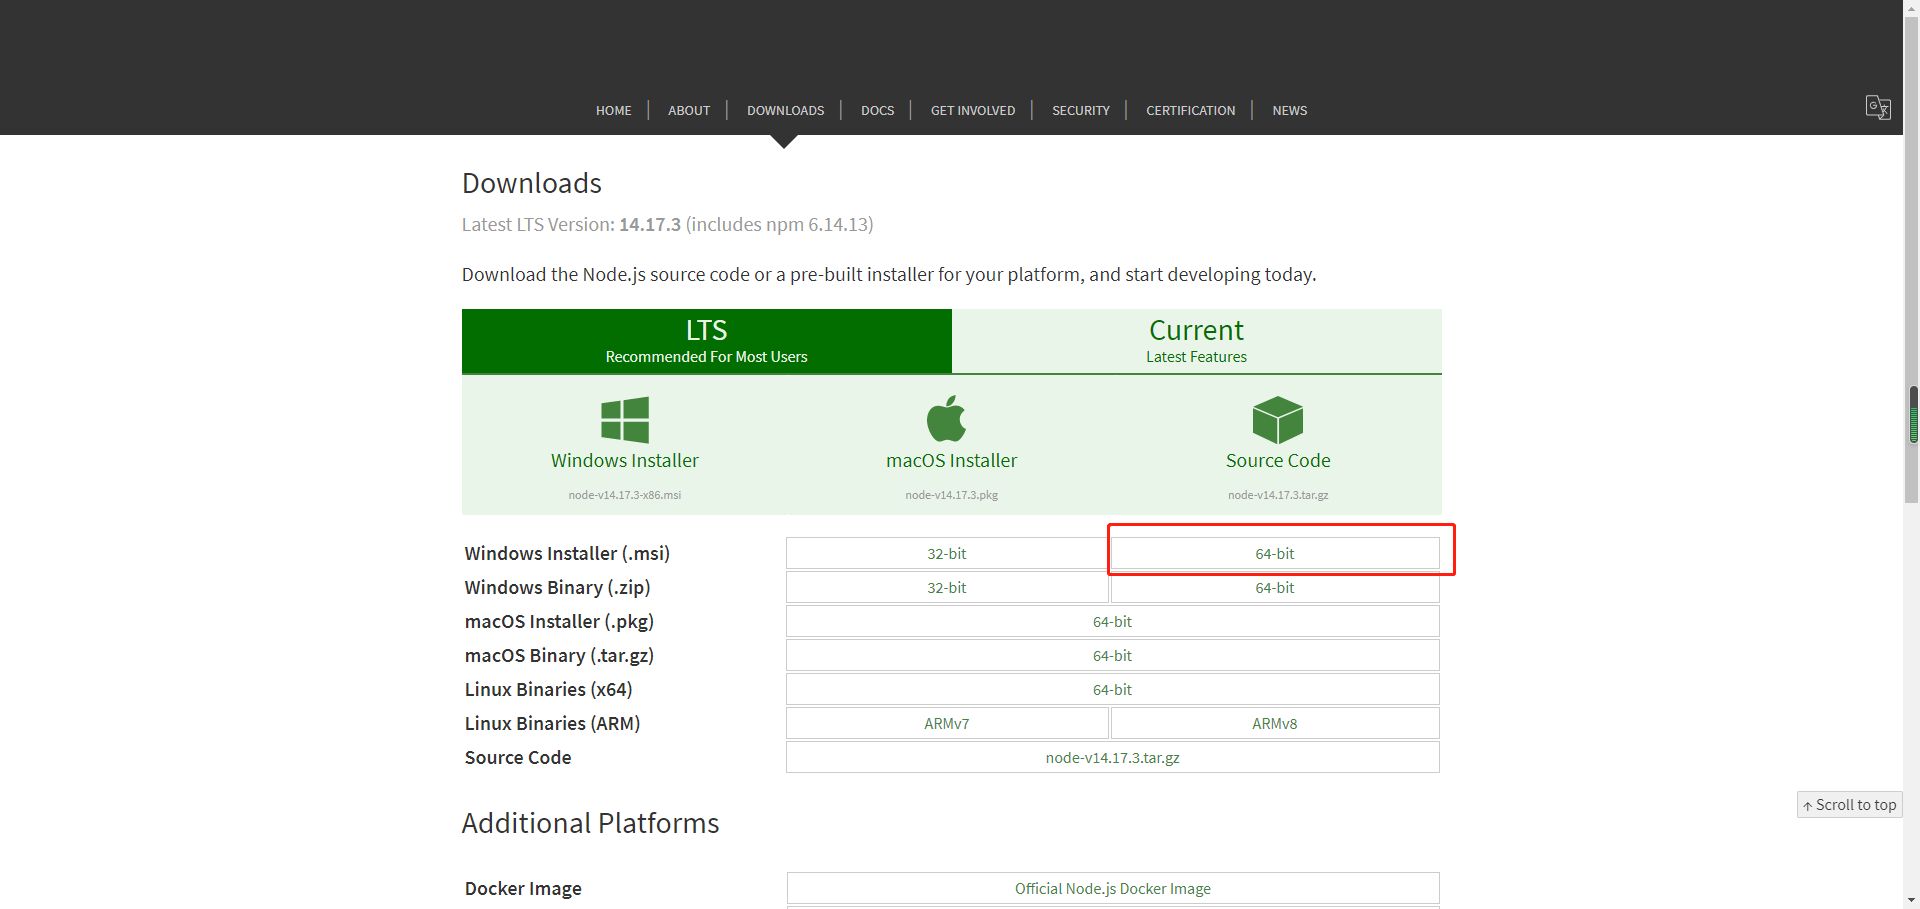 HOME ABOUT DOWNLOADS DOCS GET INVOLVED SECURITY CERTIFICATION NEWS
Downloads
Latest LTS Version: 14.17.3 (includes npm 6.14.13)
Download the Node.js source code or a pre-built installer for your platform, and start developing today.
LTS
Recommended For Most Users
Current
Latest Features
Windows Installer
node-v14.17.3-x86.msi
macOS Installer
node-v14.17.3.pkg
Source Code
node-v14.17.3.tar.gz
Windows Installer (.msi) 32-bit 64-bit
Windows Binary (.zip) 32-bit 64-bit
macOS Installer (.pkg) 64-bit
macOS Binary (.tar.gz) 64-bit
Linux Binaries (x64) 64-bit
Linux Binaries (ARM) ARMv7 ARMv8
Source Code node-v14.17.3.tar.gz
↑ Scroll to top
Additional Platforms
Docker Image Official Node.js Docker Image